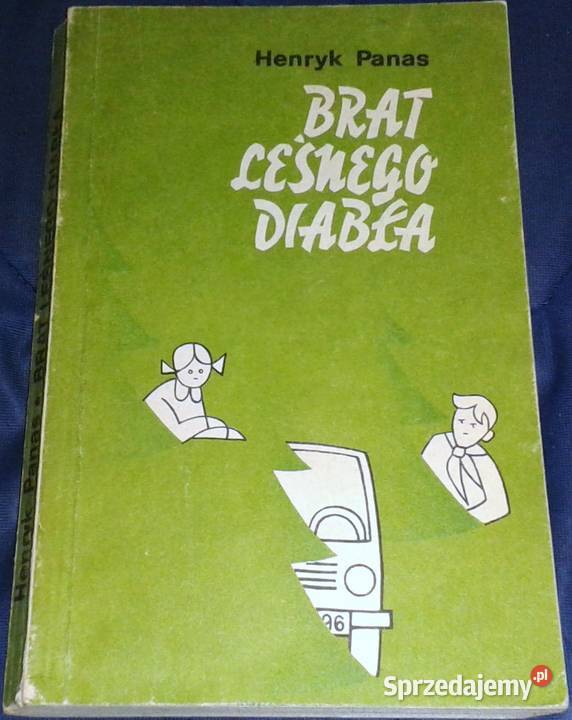 Henryk Panas
BRAT
LEŚNEGO
DIABŁA
96
Henryk Panas • BRAT LEŚNEGO DIABŁA
Sprzedajemy.pl